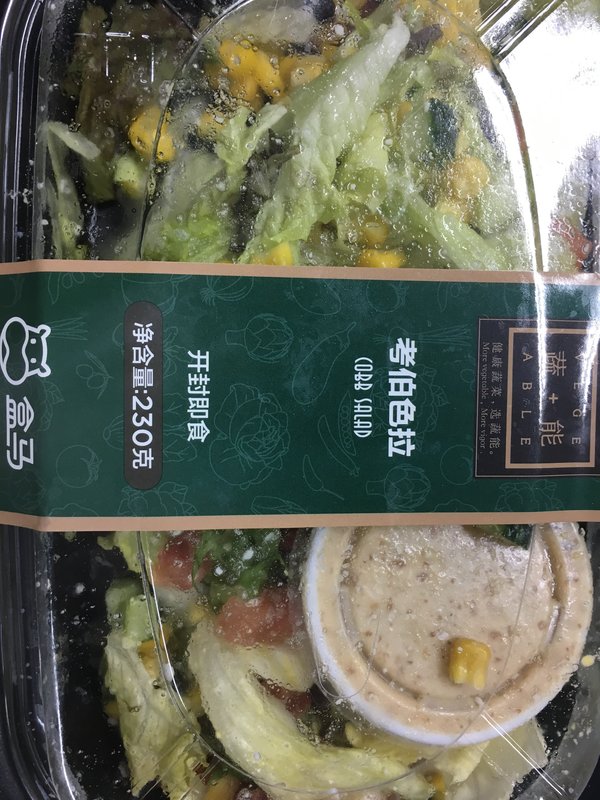 VEGE
蔬+能
ABLE
健康蔬菜，选蔬能。
More vegetable, More vigor.
考伯色拉
COBB SALAD
开封即食
净含量:230克
盒马